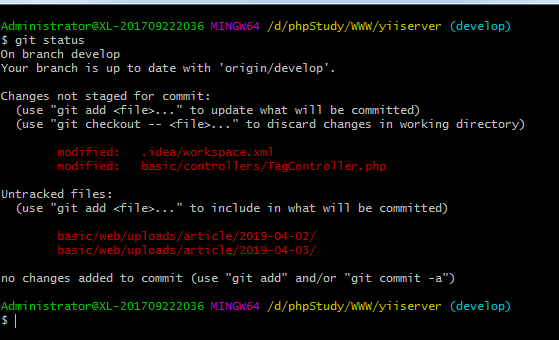 Administrator@XL-201709222036 MINGW64 /d/phpStudy/WWW/yiiserver (develop)
$ git status
On branch develop
Your branch is up to date with 'origin/develop'.
Changes not staged for commit:
(use "git add <file>..." to update what will be committed)
(use "git checkout -- <file>..." to discard changes in working directory)
modified: .idea/workspace.xml
modified: basic/controllers/TagController.php
Untracked files:
(use "git add <file>..." to include in what will be committed)
basic/web/uploads/article/2019-04-02/
basic/web/uploads/article/2019-04-03/
no changes added to commit (use "git add" and/or "git commit -a")
Administrator@XL-201709222036 MINGW64 /d/phpStudy/WWW/yiiserver (develop)
$